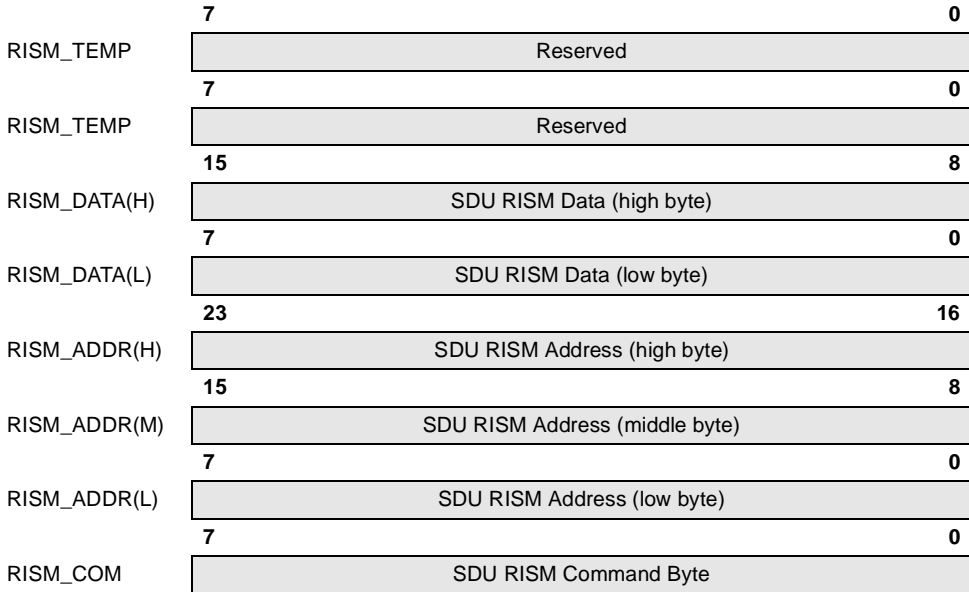 7 0
RISM_TEMP Reserved
7 0
RISM_TEMP Reserved
15 8
RISM_DATA(H) SDU RISM Data (high byte)
7 0
RISM_DATA(L) SDU RISM Data (low byte)
23 16
RISM_ADDR(H) SDU RISM Address (high byte)
15 8
RISM_ADDR(M) SDU RISM Address (middle byte)
7 0
RISM_ADDR(L) SDU RISM Address (low byte)
7 0
RISM_COM SDU RISM Command Byte